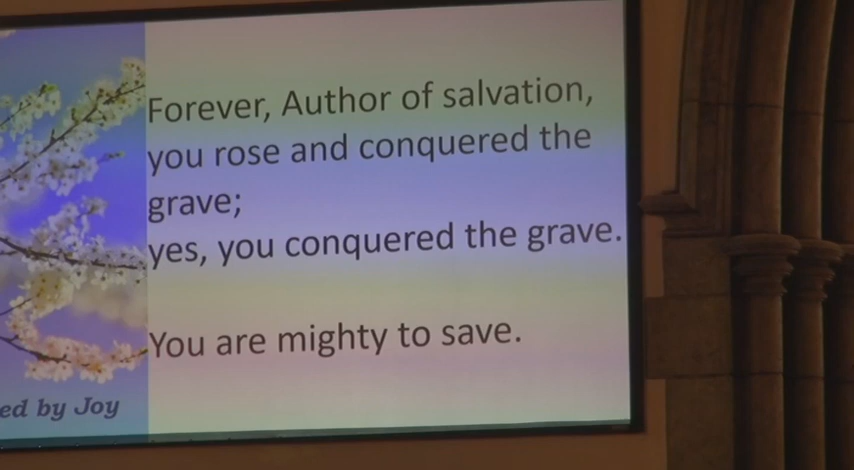 Forever, Author of salvation,
you rose and conquered the
grave;
yes, you conquered the grave.
You are mighty to save.
by Joy